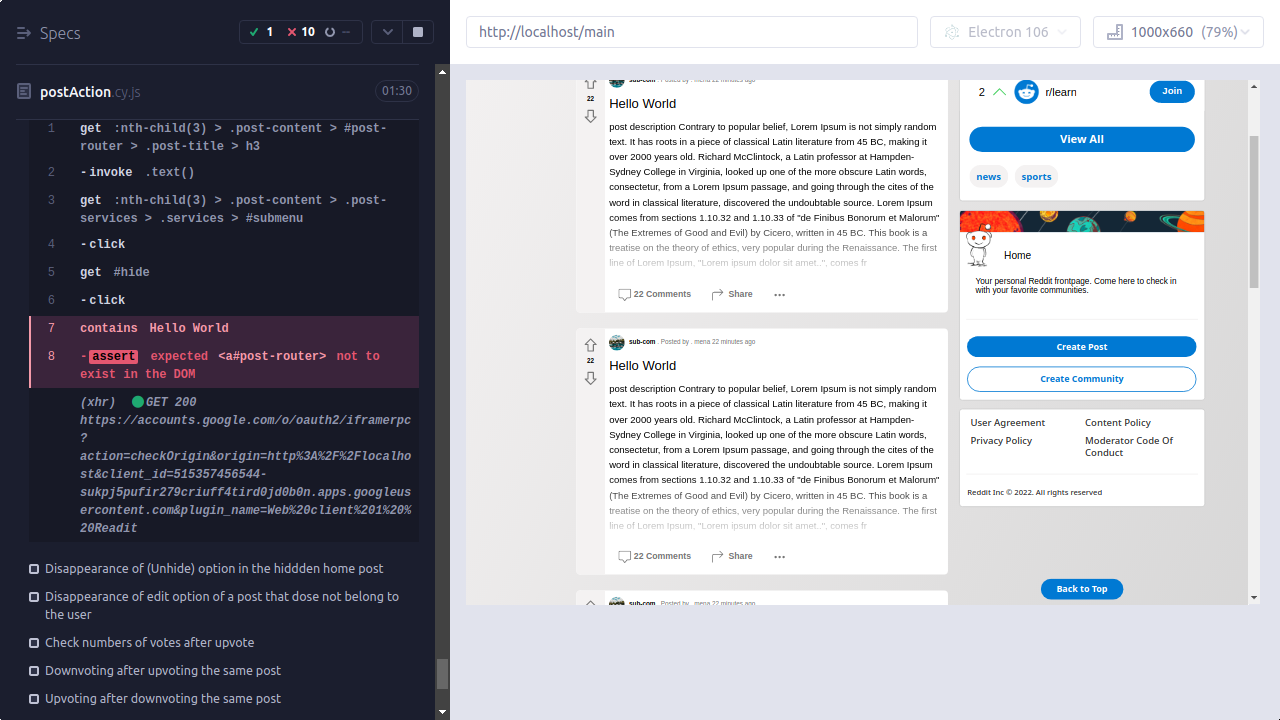 Specs
1
10
--
http://localhost/main
Electron 106
1000x660 (79%)
postAction.cy.js
01:30
1 get :nth-child(3) > .post-content > #post-
router > .post-title > h3
2 -invoke .text()
3 get :nth-child(3) > .post-content > .post-
services > .services > #submenu
4 -click
5 get #hide
6 -click
7 contains Hello World
8 -assert expected <a#post-router> not to
exist in the DOM
(xhr) GET 200
https://accounts.google.com/o/oauth2/iframerpc
?
action=checkOrigin&origin=http%3A%2F%2Flocalho
st&client_id=515357456544-
sukpj5pufir279criuff4tird0jd0b0n.apps.googleus
ercontent.com&plugin_name=Web%20client%201%20%
20Readit
Disappearance of (Unhide) option in the hiddden home post
Disappearance of edit option of a post that dose not belong to
the user
Check numbers of votes after upvote
Downvoting after upvoting the same post
Upvoting after downvoting the same post
sub-com . Posted by . mena 22 minutes ago
22
Hello World
post description Contrary to popular belief, Lorem Ipsum is not simply random
text. It has roots in a piece of classical Latin literature from 45 BC, making it
over 2000 years old. Richard McClintock, a Latin professor at Hampden-
Sydney College in Virginia, looked up one of the more obscure Latin words,
consectetur, from a Lorem Ipsum passage, and going through the cites of the
word in classical literature, discovered the undoubtable source. Lorem Ipsum
comes from sections 1.10.32 and 1.10.33 of "de Finibus Bonorum et Malorum"
(The Extremes of Good and Evil) by Cicero, written in 45 BC. This book is a
treatise on the theory of ethics, very popular during the Renaissance. The first
line of Lorem Ipsum, "Lorem ipsum dolor sit amet..", comes fr
22 Comments Share ...
sub-com . Posted by . mena 22 minutes ago
22
Hello World
post description Contrary to popular belief, Lorem Ipsum is not simply random
text. It has roots in a piece of classical Latin literature from 45 BC, making it
over 2000 years old. Richard McClintock, a Latin professor at Hampden-
Sydney College in Virginia, looked up one of the more obscure Latin words,
consectetur, from a Lorem Ipsum passage, and going through the cites of the
word in classical literature, discovered the undoubtable source. Lorem Ipsum
comes from sections 1.10.32 and 1.10.33 of "de Finibus Bonorum et Malorum"
(The Extremes of Good and Evil) by Cicero, written in 45 BC. This book is a
treatise on the theory of ethics, very popular during the Renaissance. The first
line of Lorem Ipsum, "Lorem ipsum dolor sit amet..", comes fr
22 Comments Share ...
sub-com . Posted by . mena 22 minutes ago
2 r/learn Join
View All
news sports
Home
Your personal Reddit frontpage. Come here to check in
with your favorite communities.
Create Post
Create Community
User Agreement Content Policy
Privacy Policy Moderator Code Of
Conduct
Reddit Inc © 2022. All rights reserved
Back to Top